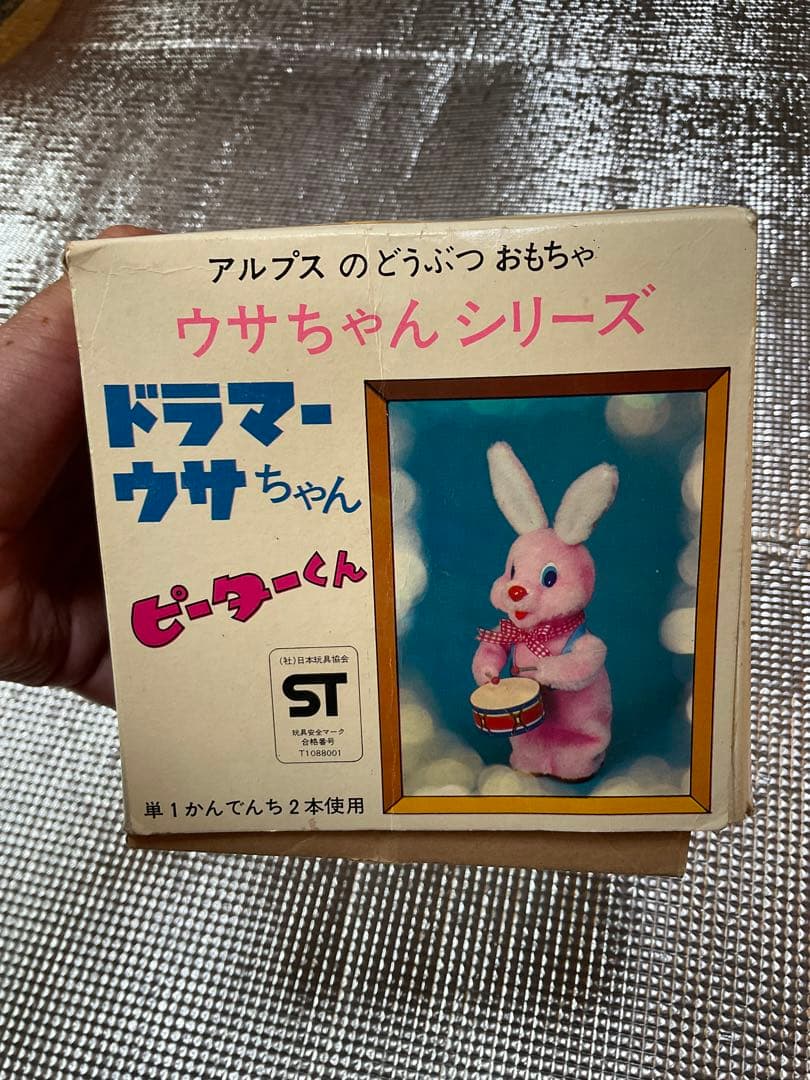 アルプス のどうぶつ おもちゃ
ウサちゃん シリーズ
ドラマー
ウサちゃん
ピーターくん
(社)日本玩具協会
ST
玩具安全マーク
合格番号
T1088001
単1かんでんち2本使用